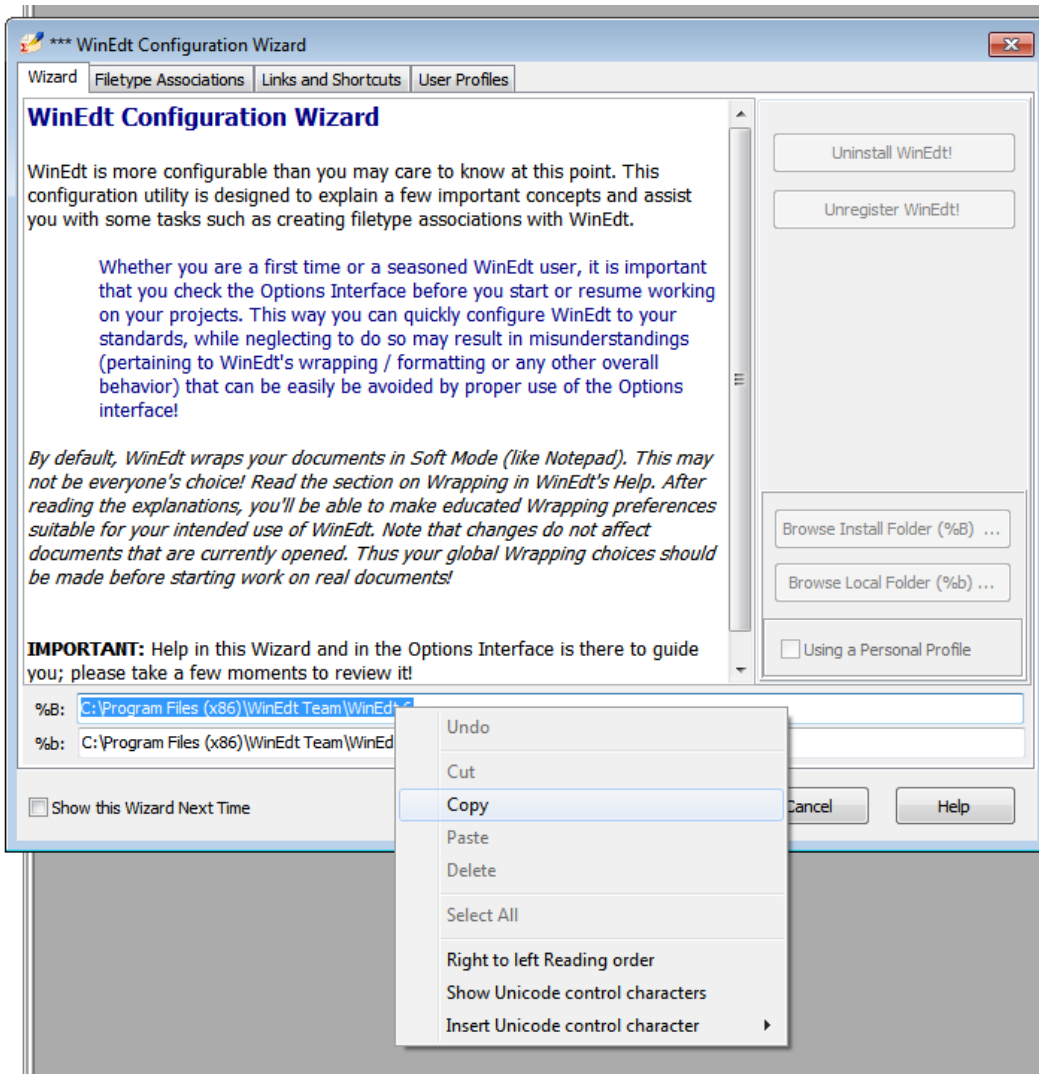 *** WinEdt Configuration Wizard
Wizard Filetype Associations Links and Shortcuts User Profiles
WinEdt Configuration Wizard
WinEdt is more configurable than you may care to know at this point. This
configuration utility is designed to explain a few important concepts and assist
you with some tasks such as creating filetype associations with WinEdt.
Whether you are a first time or a seasoned WinEdt user, it is important
that you check the Options Interface before you start or resume working
on your projects. This way you can quickly configure WinEdt to your
standards, while neglecting to do so may result in misunderstandings
(pertaining to WinEdt's wrapping / formatting or any other overall
behavior) that can be easily be avoided by proper use of the Options
interface!
By default, WinEdt wraps your documents in Soft Mode (like Notepad). This may
not be everyone's choice! Read the section on Wrapping in WinEdt's Help. After
reading the explanations, you'll be able to make educated Wrapping preferences
suitable for your intended use of WinEdt. Note that changes do not affect
documents that are currently opened. Thus your global Wrapping choices should
be made before starting work on real documents!
IMPORTANT: Help in this Wizard and in the Options Interface is there to guide
you; please take a few moments to review it!
Uninstall WinEdt!
Unregister WinEdt!
Browse Install Folder (%B) ...
Browse Local Folder (%b) ...
Using a Personal Profile
%B: C:\Program Files (x86)\WinEdt Team\WinEdt
%b: C:\Program Files (x86)\WinEdt Team\WinEd
Show this Wizard Next Time
Cancel Help
Undo
Cut
Copy
Paste
Delete
Select All
Right to left Reading order
Show Unicode control characters
Insert Unicode control character